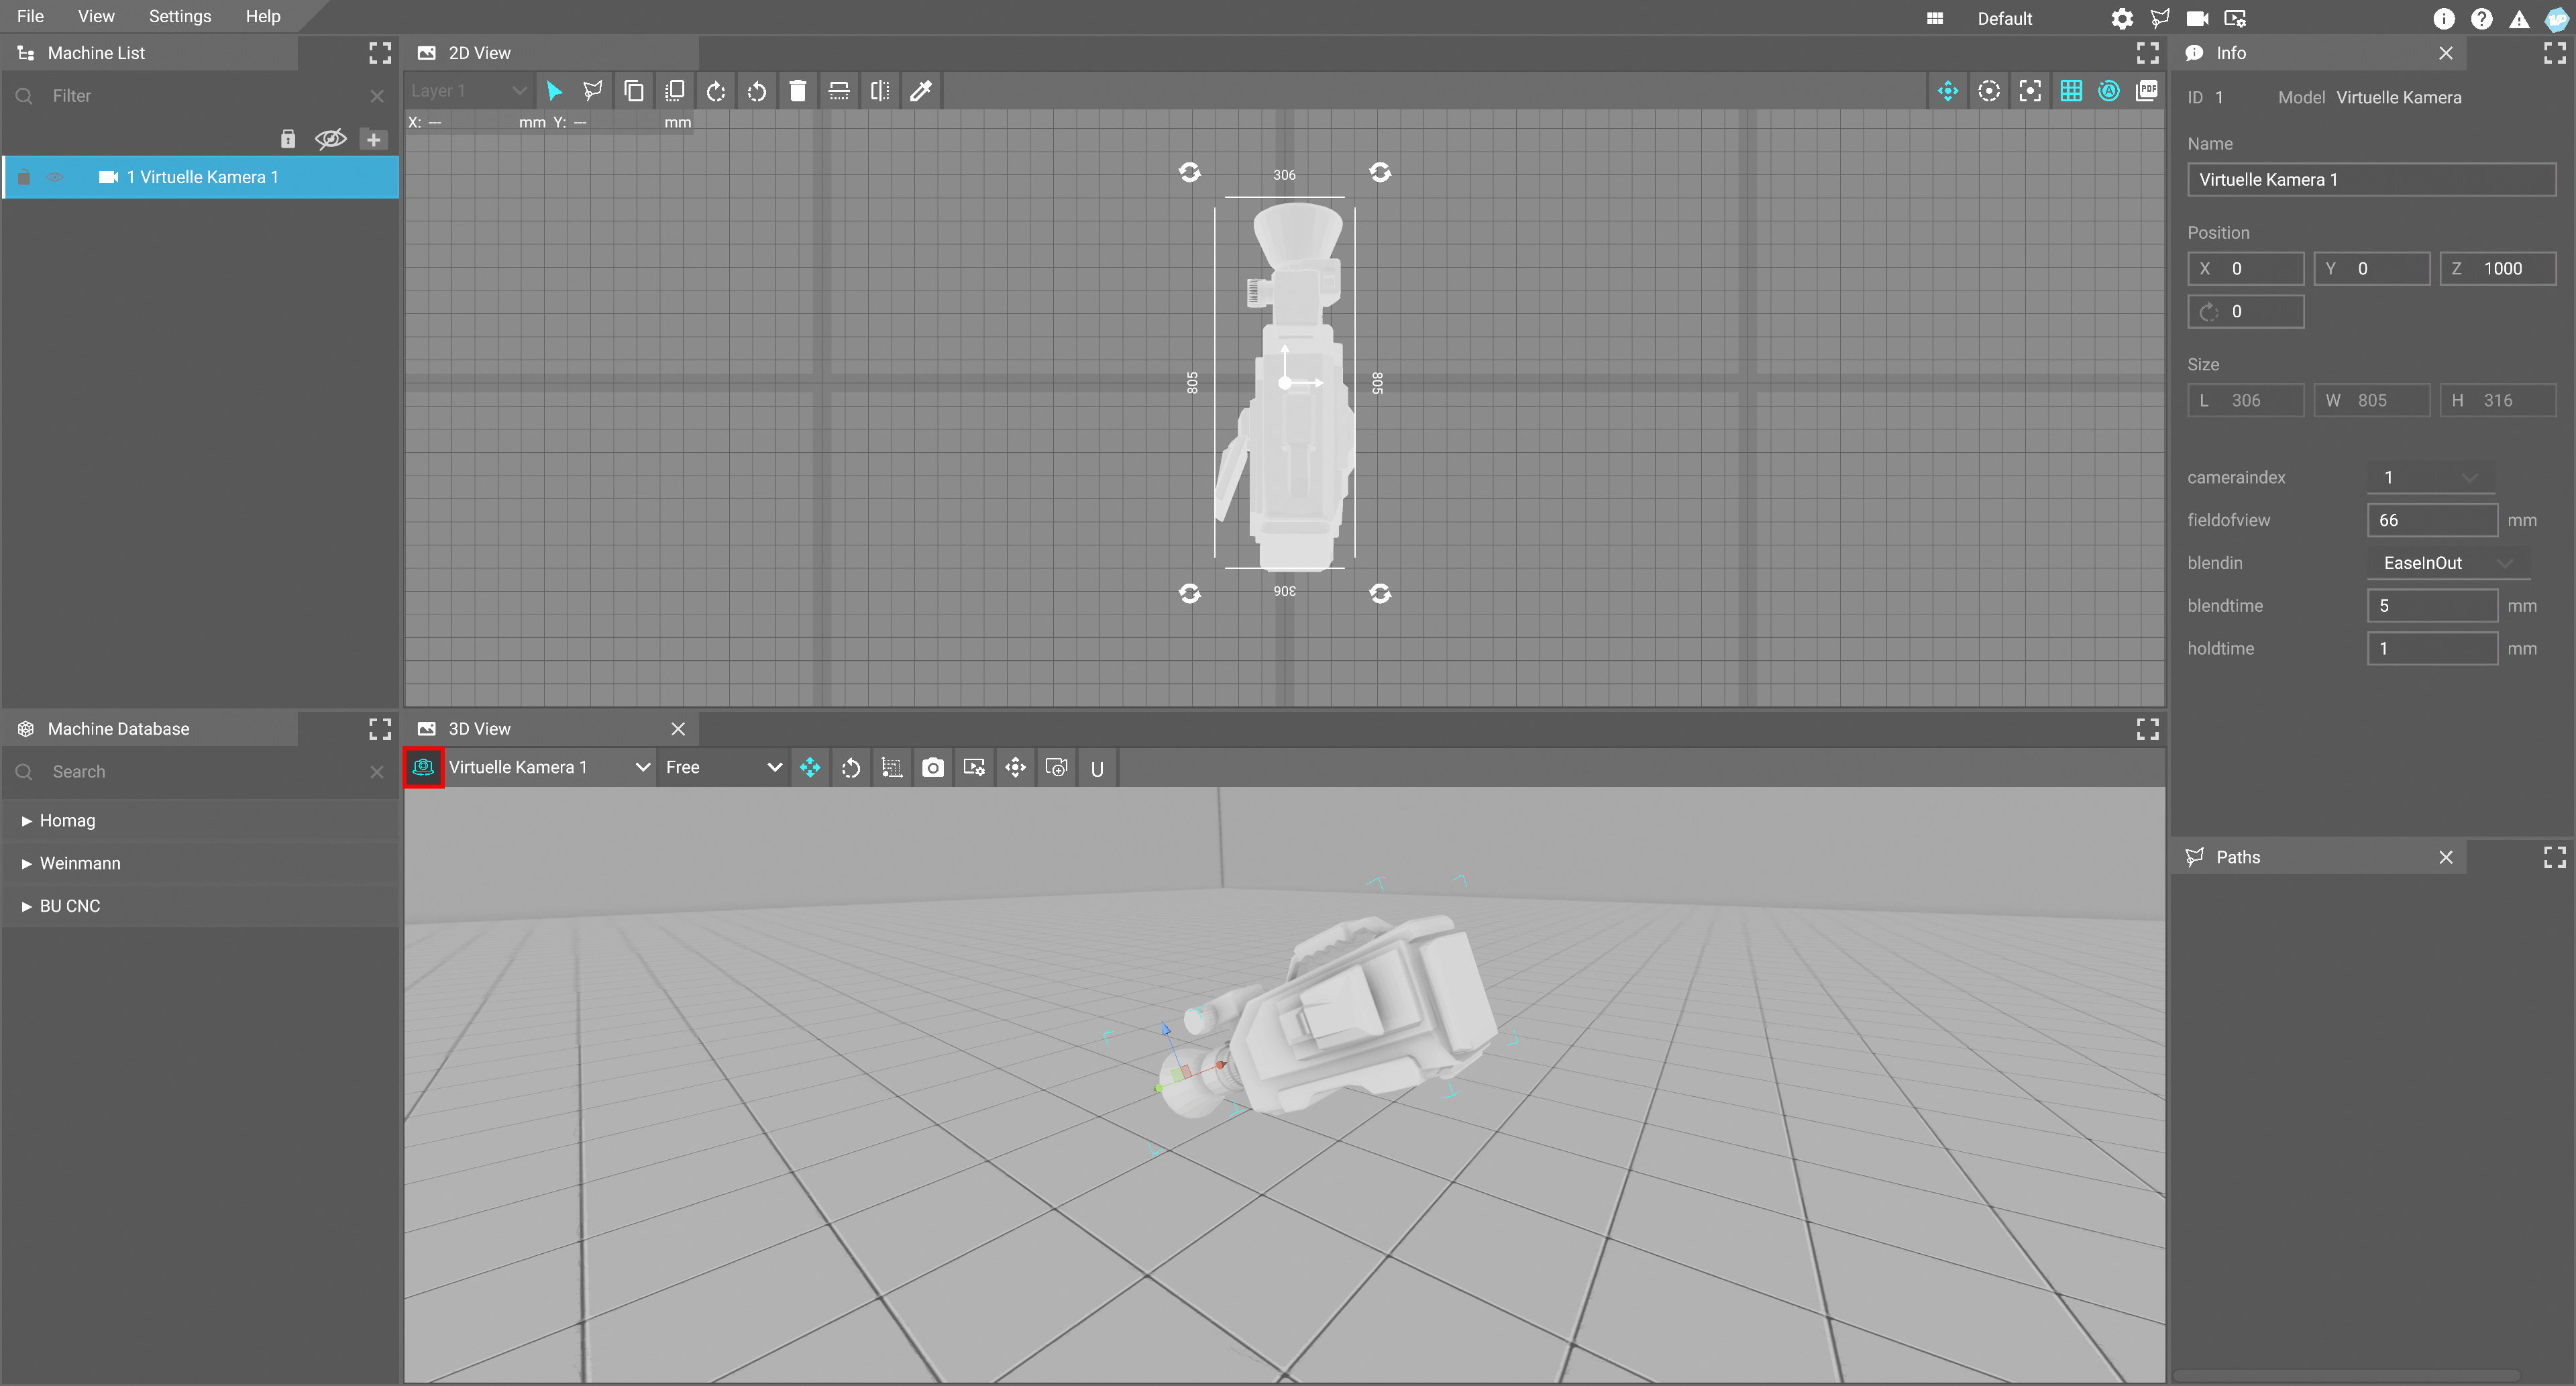 File View Settings Help
Default
Machine List
Filter
1 Virtuelle Kamera 1
2D View
Layer 1
PDF
X: --- mm Y: --- mm
306
805
805
306
Info
ID 1 Model Virtuelle Kamera
Name
Virtuelle Kamera 1
Position
X 0 Y 0 Z 1000
0
Size
L 306 W 805 H 316
cameraindex 1
fieldofview 66 mm
blendin EaseInOut
blendtime 5 mm
holdtime 1 mm
Machine Database
Search
Homag
Weinmann
BU CNC
3D View
Virtuelle Kamera 1 Free U
Paths